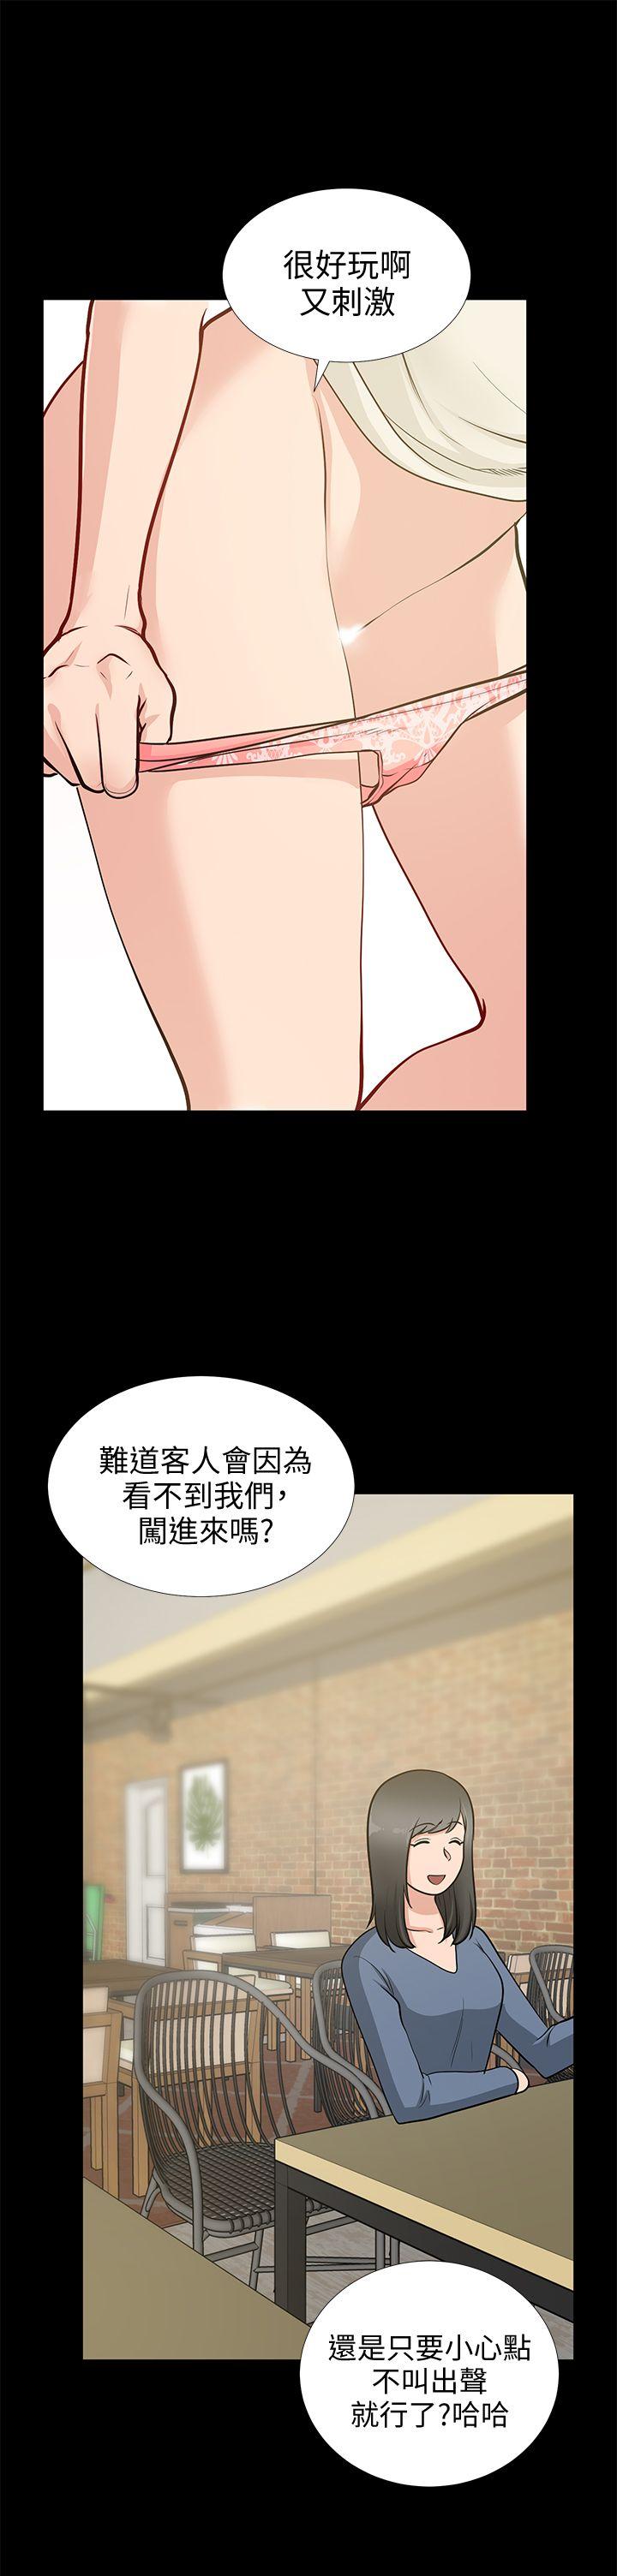 很好玩啊
又刺激
難道客人會因為
看不到我們，
闖進來嗎?
還是只要小心點
不叫出聲
就行了?哈哈